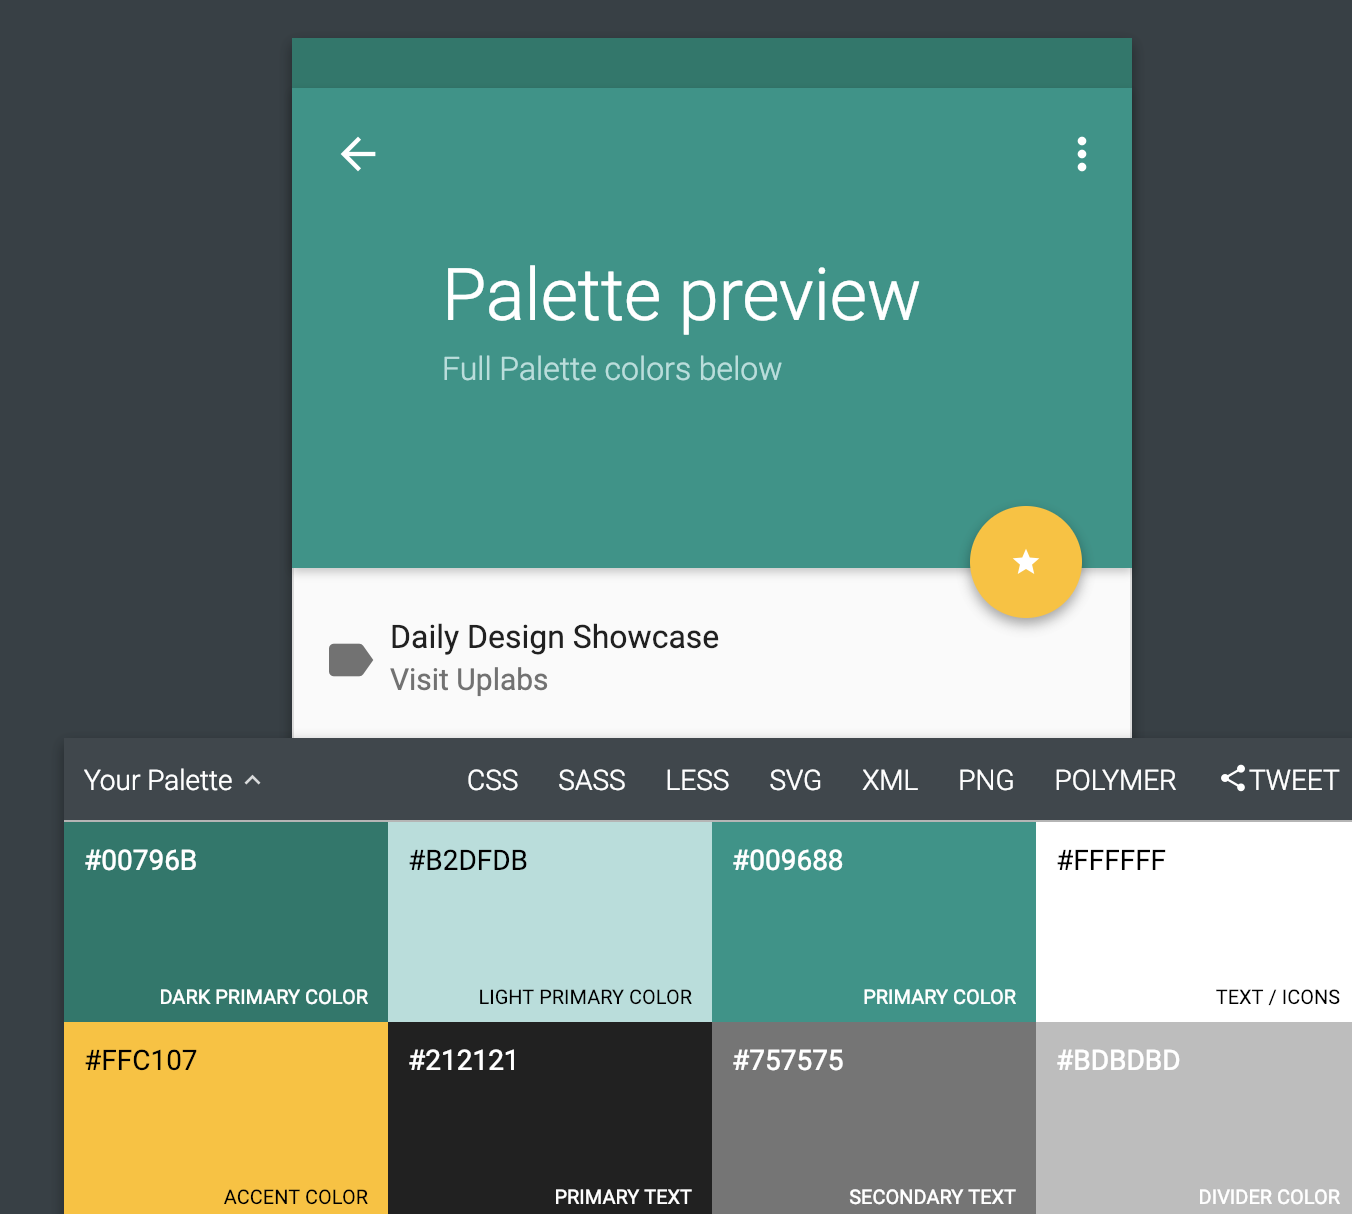 Palette preview
Full Palette colors below
Daily Design Showcase
Visit Uplabs
Your Palette CSS SASS LESS SVG XML PNG POLYMER TWEET
#00796B #B2DFDB #009688 #FFFFFF
DARK PRIMARY COLOR LIGHT PRIMARY COLOR PRIMARY COLOR TEXT / ICONS
#FFC107 #212121 #757575 #BDBDBD
ACCENT COLOR PRIMARY TEXT SECONDARY TEXT DIVIDER COLOR